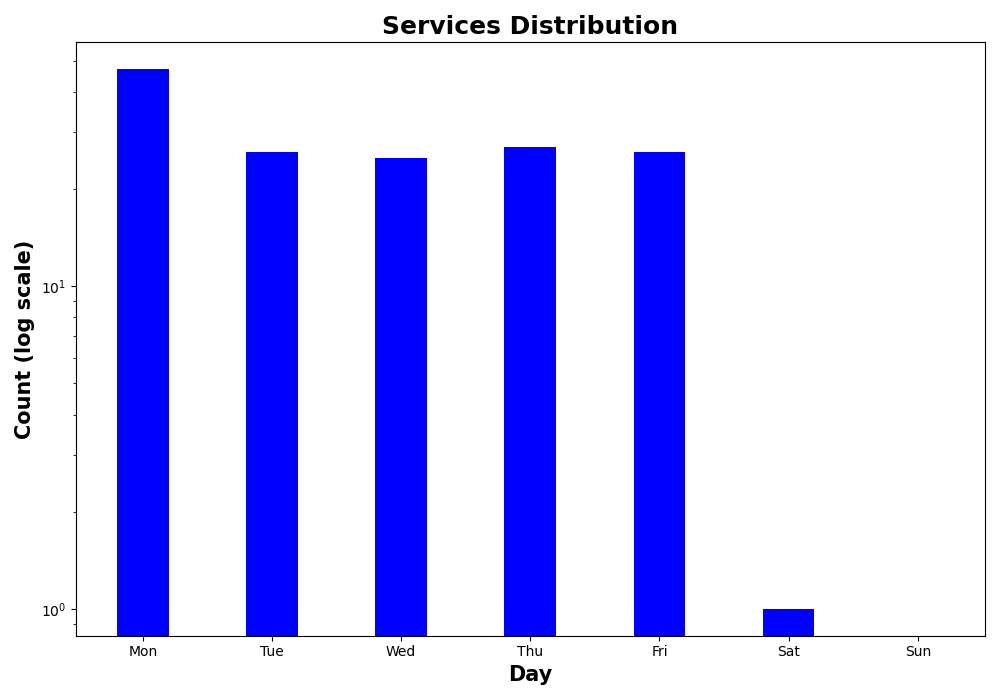 Services Distribution
Count (log scale)
10¹
10⁰
Mon Tue Wed Thu Fri Sat Sun
Day